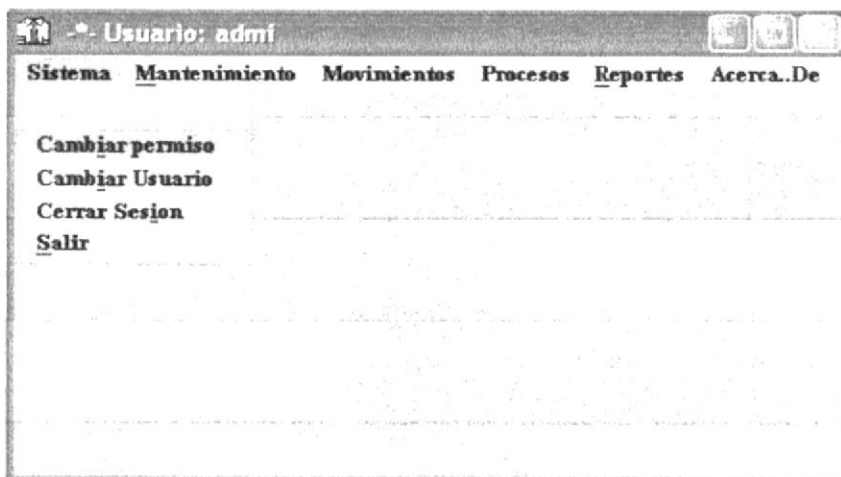 -*- Usuario: admi
Sistema Mantenimiento Movimientos Procesos Reportes Acerca..De
Cambiar permiso
Cambiar Usuario
Cerrar Sesion
Salir